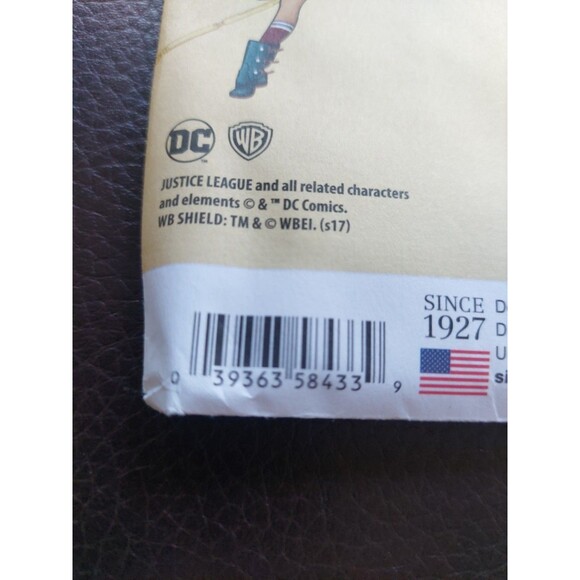 DC
WB
JUSTICE LEAGUE and all related characters
and elements © & ™ DC Comics.
WB SHIELD: TM & © WBEI. (s17)
SINCE
1927
D
D
U
si
0 39363 58433 9